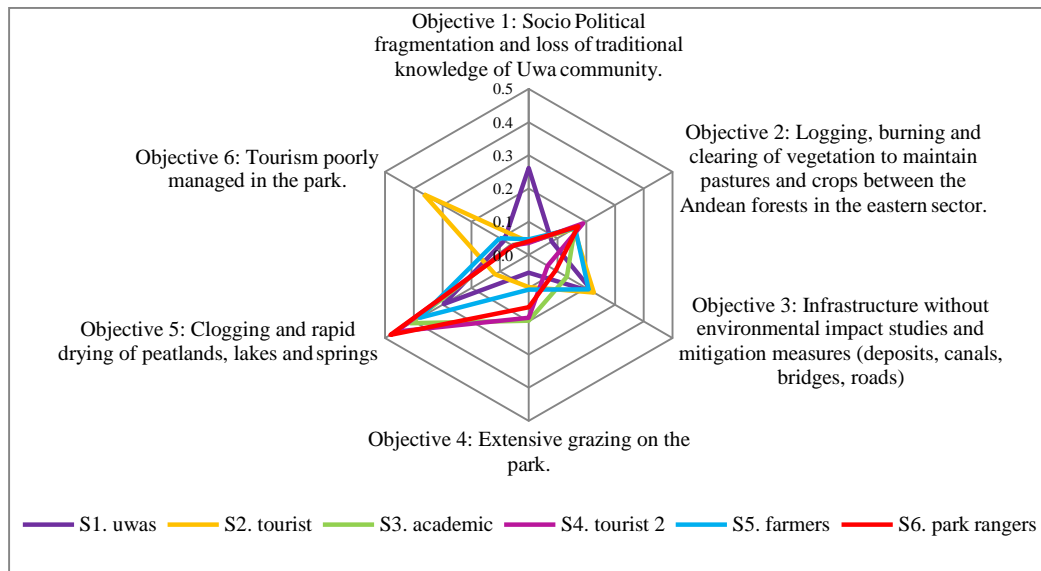 Objective 1: Socio Political
fragmentation and loss of traditional
knowledge of Uwa community.
0.5
0.4
0.3
0.2
0.1
0.0
Objective 2: Logging, burning and
clearing of vegetation to maintain
pastures and crops between the
Andean forests in the eastern sector.
Objective 3: Infrastructure without
environmental impact studies and
mitigation measures (deposits, canals,
bridges, roads)
Objective 4: Extensive grazing on the
park.
Objective 5: Clogging and rapid
drying of peatlands, lakes and springs
Objective 6: Tourism poorly
managed in the park.
S1. uwas S2. tourist S3. academic S4. tourist 2 S5. farmers S6. park rangers